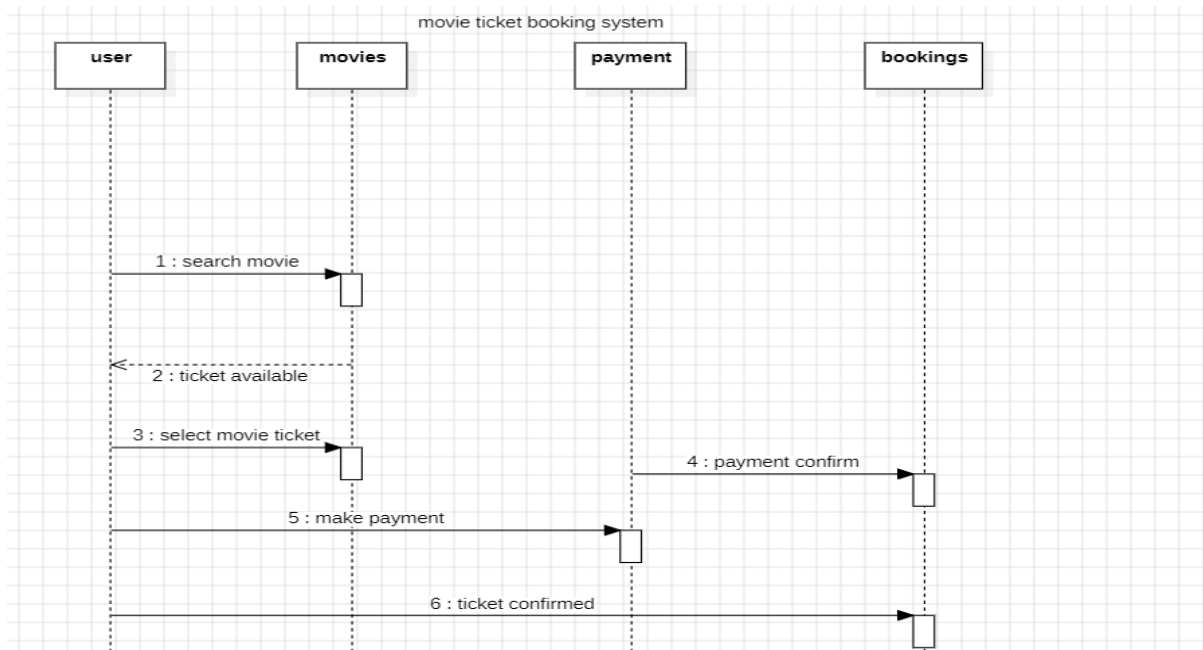 movie ticket booking system
user
movies
payment
bookings
1 : search movie
2 : ticket available
3 : select movie ticket
4 : payment confirm
5 : make payment
6 : ticket confirmed